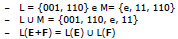 - L = {001, 110} e M= {e, 11, 110}
- L ∪ M = {001, 110, e, 11}
- L(E+F) = L(E) ∪ L(F)